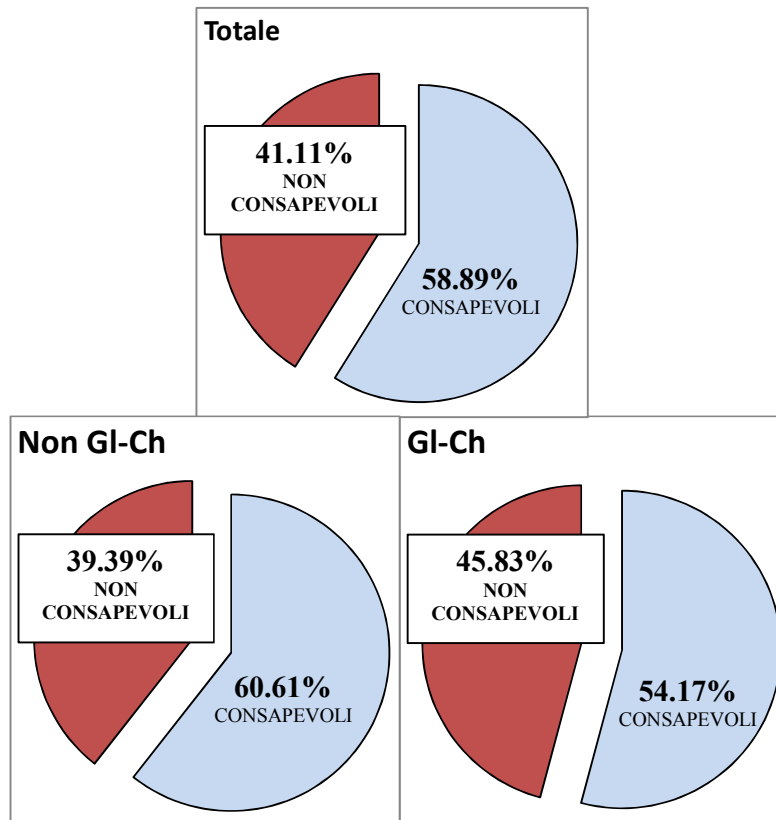 Totale
41.11%
NON
CONSAPEVOLI
58.89%
CONSAPEVOLI
Non Gl-Ch
39.39%
NON
CONSAPEVOLI
60.61%
CONSAPEVOLI
Gl-Ch
45.83%
NON
CONSAPEVOLI
54.17%
CONSAPEVOLI